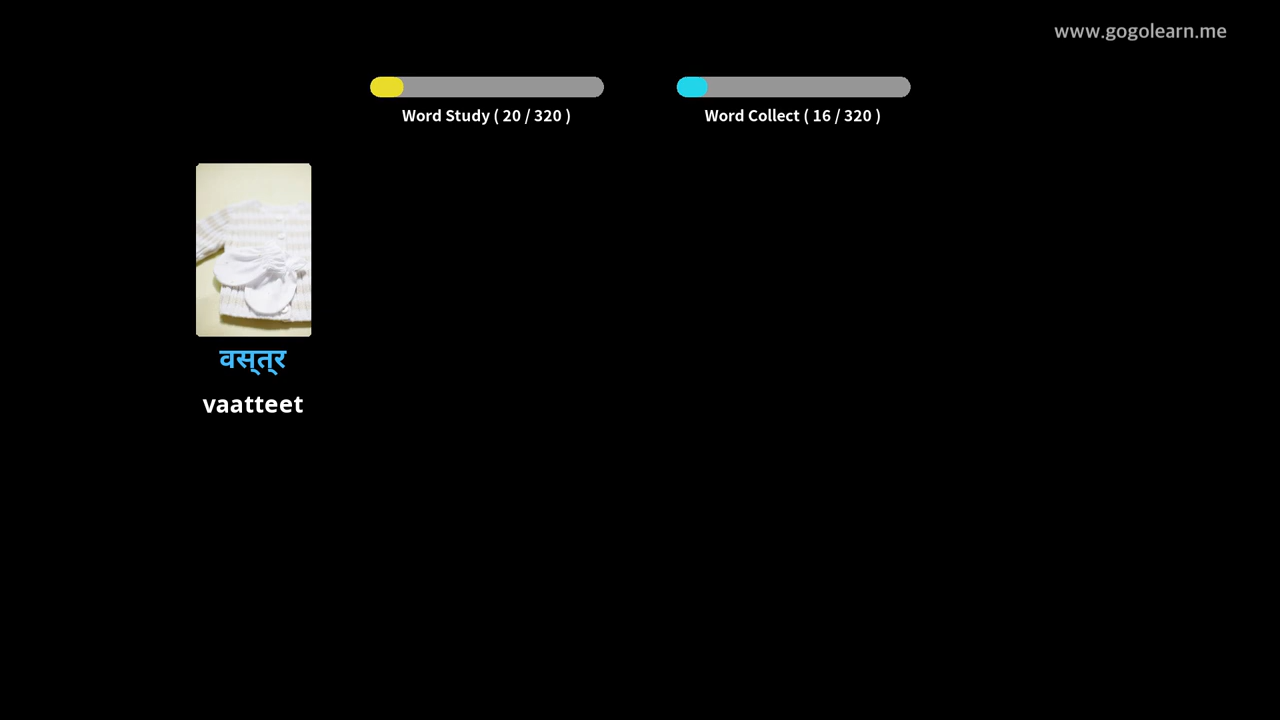 www.gogolearn.me
Word Study ( 20 / 320 )
Word Collect ( 16 / 320 )
वस्त्र
vaatteet